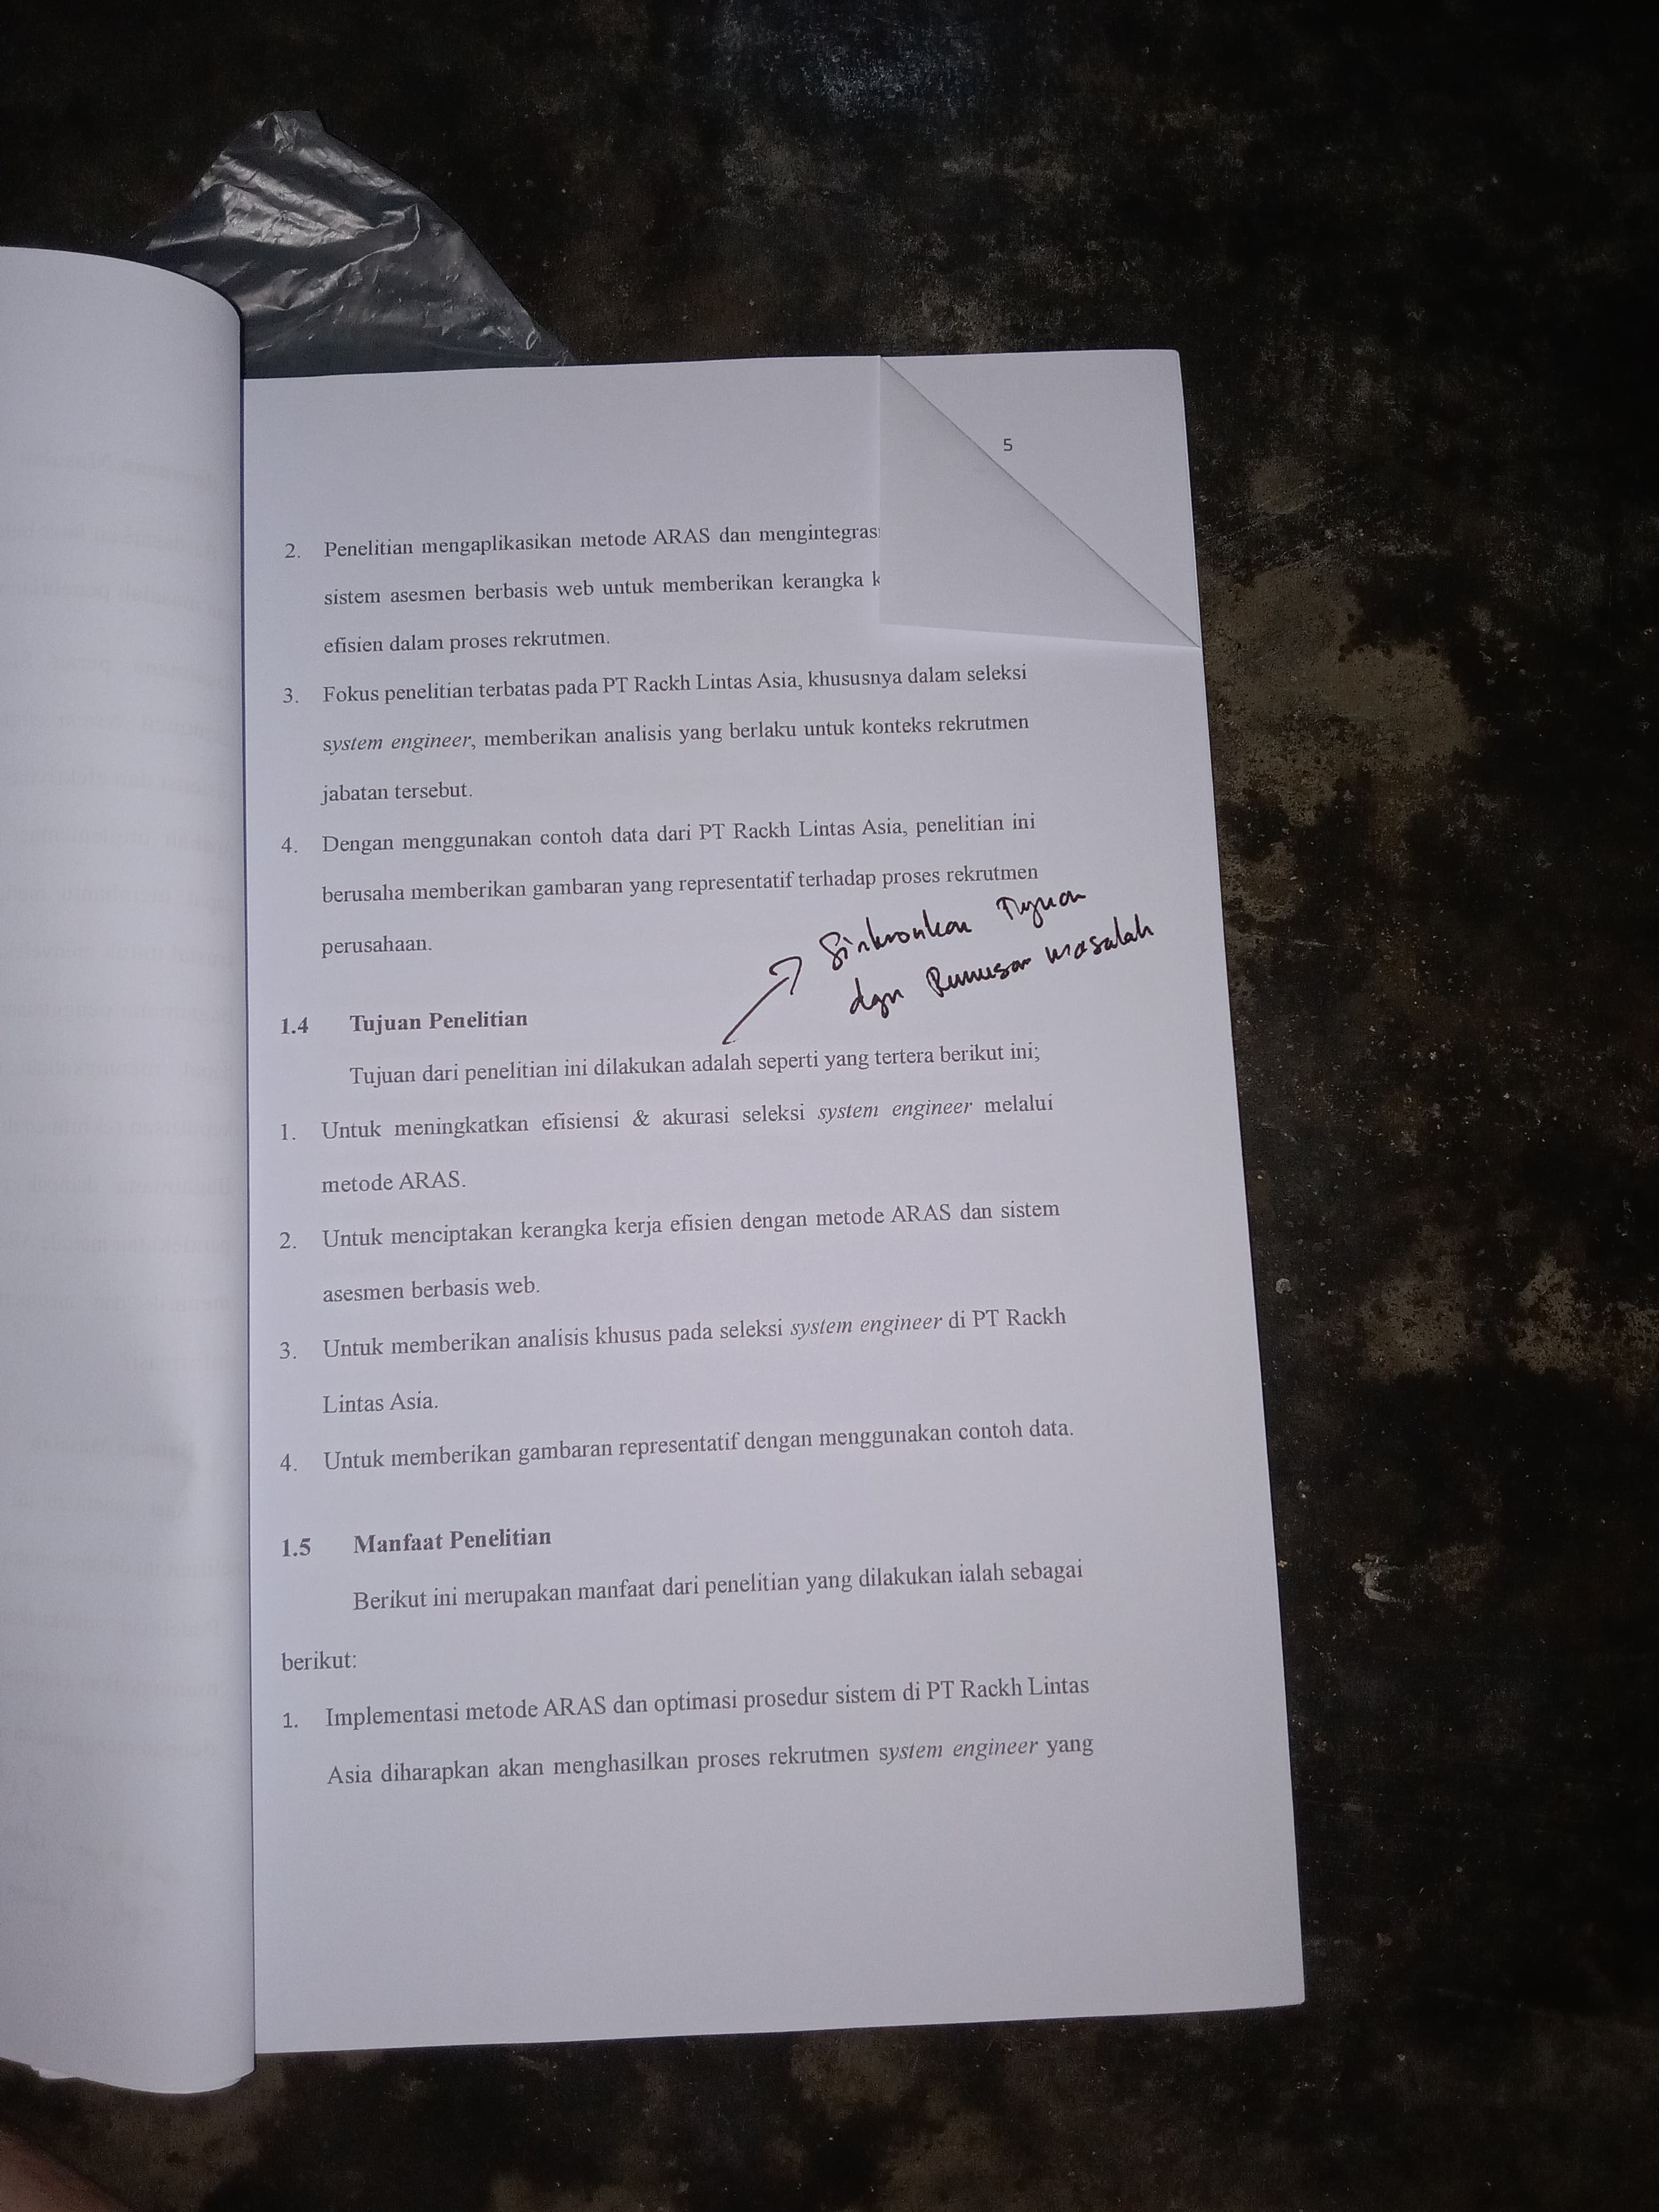 5
2. Penelitian mengaplikasikan metode ARAS dan
sistem asesmen berbasis web untuk memberikan kerangka
efisien dalam proses rekrutmen.
3. Fokus penelitian terbatas pada PT Rackh Lintas Asia, khususnya dalam seleksi
system engineer, memberikan analisis yang berlaku untuk konteks rekrutmen
jabatan tersebut.
4. Dengan menggunakan contoh data dari PT Rackh Lintas Asia, penelitian ini
berusaha memberikan gambaran yang representatif terhadap proses rekrutmen
perusahaan.
Sinkronkan Tujuan
dgn Rumusan Masalah
1.4 Tujuan Penelitian
Tujuan dari penelitian ini dilakukan adalah seperti yang tertera berikut ini;
1. Untuk meningkatkan efisiensi & akurasi seleksi system engineer melalui
metode ARAS.
2. Untuk menciptakan kerangka kerja efisien dengan metode ARAS dan sistem
asesmen berbasis web.
3. Untuk memberikan analisis khusus pada seleksi system engineer di PT Rackh
Lintas Asia.
4. Untuk memberikan gambaran representatif dengan menggunakan contoh data.
1.5 Manfaat Penelitian
Berikut ini merupakan manfaat dari penelitian yang dilakukan ialah sebagai
berikut:
1. Implementasi metode ARAS dan optimasi prosedur sistem di PT Rackh Lintas
Asia diharapkan akan menghasilkan proses rekrutmen system engineer yang